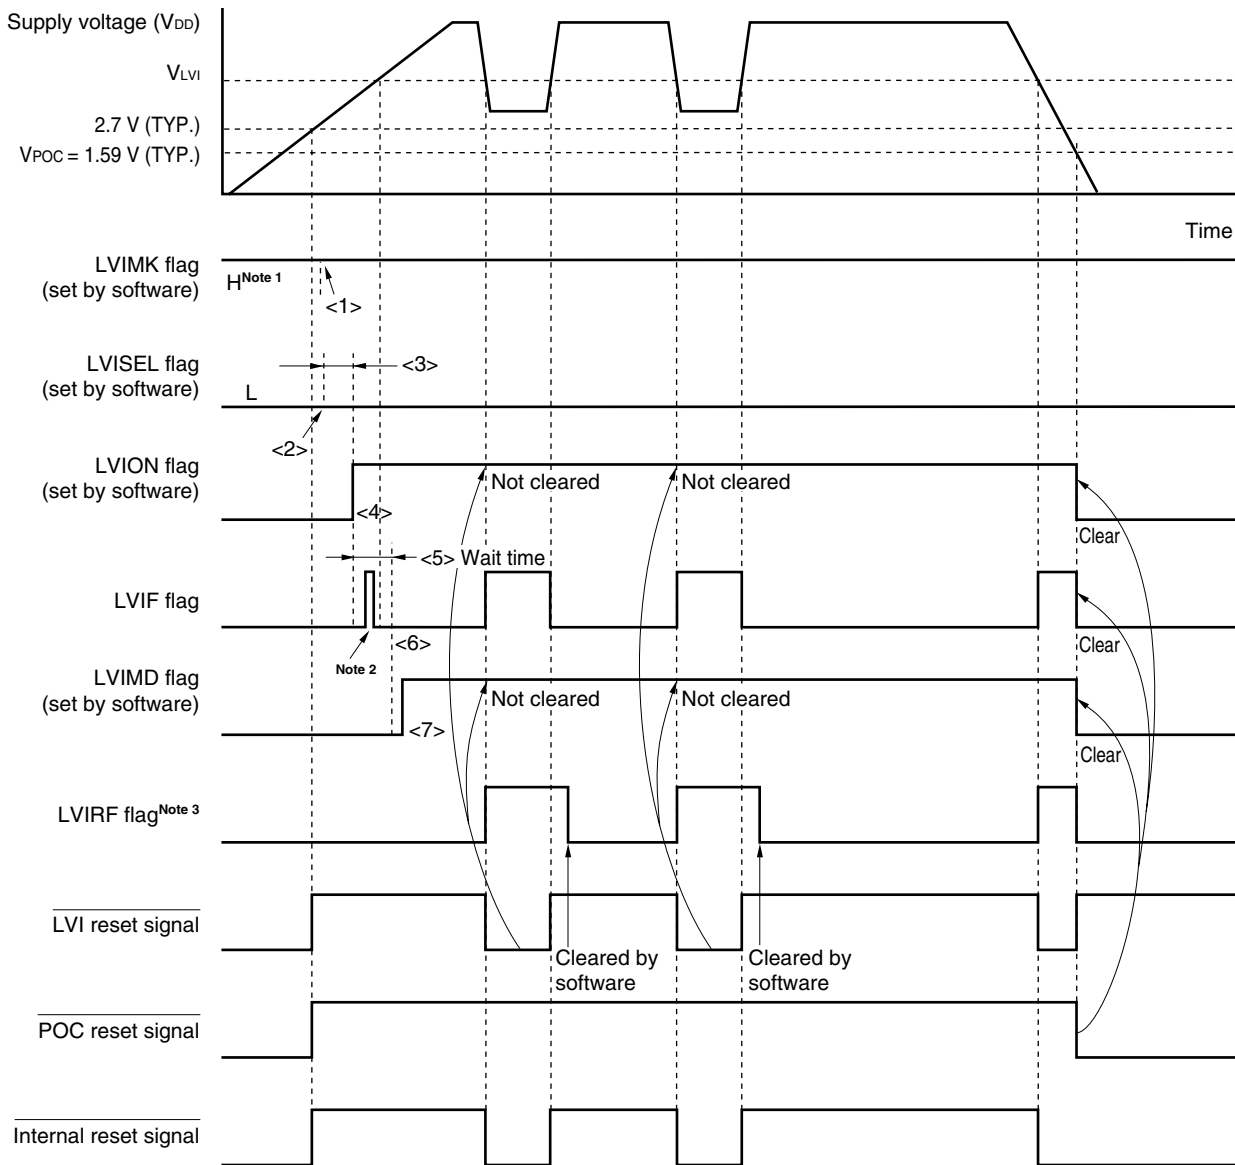 Supply voltage (VDD)
VLVI
2.7 V (TYP.)
VPOC = 1.59 V (TYP.)
Time
LVIMK flag
(set by software)
HNote 1
<1>
LVISEL flag
(set by software)
<3>
L
<2>
LVION flag
(set by software)
Not cleared
Not cleared
<4>
Clear
<5> Wait time
LVIF flag
<6>
Clear
Note 2
LVIMD flag
(set by software)
Not cleared
Not cleared
<7>
Clear
LVIRF flagNote 3
LVI reset signal
Cleared by
software
Cleared by
software
POC reset signal
Internal reset signal